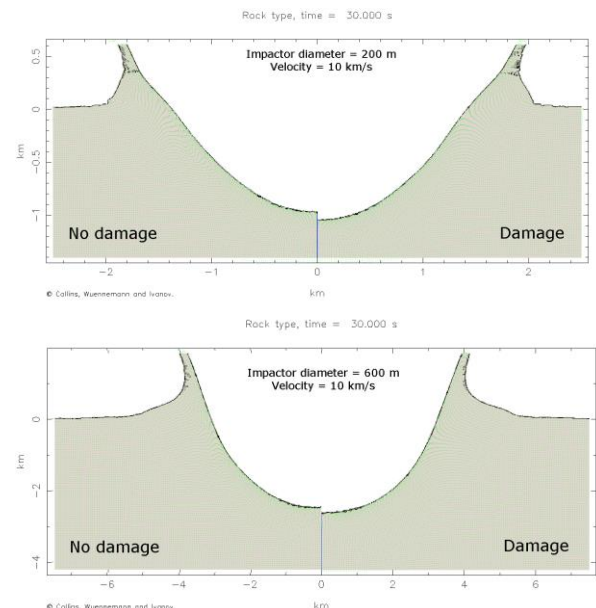 Rock type, time = 30.000 s
Impactor diameter = 200 m
Velocity = 10 km/s
0.5
0
−0.5
−1
km
No damage
Damage
−2
−1
0
1
2
km
© Collins, Wuennemann and Ivanov.
Rock type, time = 30.000 s
Impactor diameter = 600 m
Velocity = 10 km/s
0
−2
−4
km
No damage
Damage
−6
−4
−2
0
2
4
6
km
© Collins, Wuennemann and Ivanov.